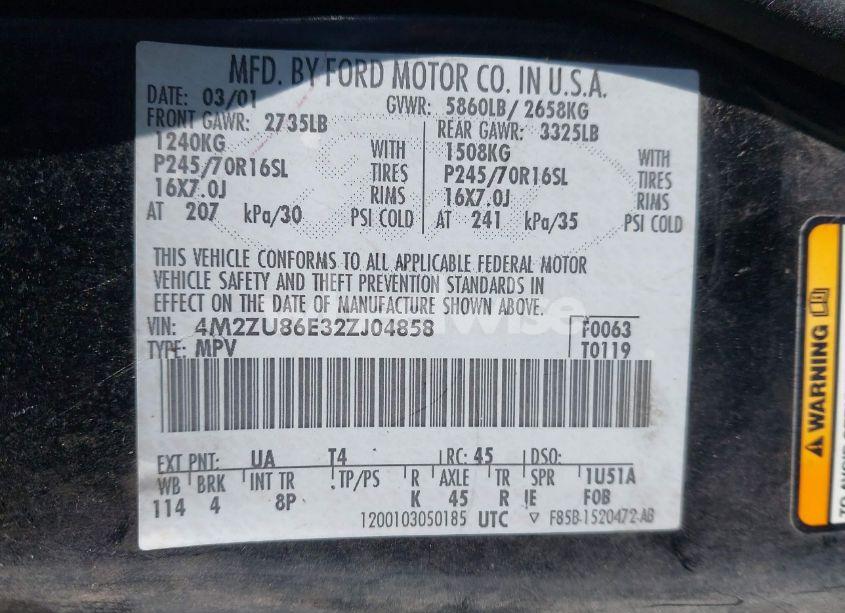 MFD. BY FORD MOTOR CO. IN U.S.A.
DATE: 03/01 GVWR: 5860LB/ 2658KG
FRONT GAWR: 2735LB REAR GAWR: 3325LB
1240KG WITH 1508KG WITH
P245/70R16SL TIRES P245/70R16SL TIRES
16X7.0J RIMS 16X7.0J RIMS
AT 207 kPa/30 PSI COLD AT 241 kPa/35 PSI COLD
THIS VEHICLE CONFORMS TO ALL APPLICABLE FEDERAL MOTOR
VEHICLE SAFETY AND THEFT PREVENTION STANDARDS IN
EFFECT ON THE DATE OF MANUFACTURE SHOWN ABOVE.
VIN: 4M2ZU86E32ZJ04858 F0063
TYPE: MPV T0119
EXT PNT: UA T4 RC: 45 DSO:
WB BRK INT TR TP/PS R AXLE TR SPR 1U51A
114 4 8P K 45 R E FOB
1200103050185 UTC ▽ F85B-1520472-AB
⚠ WARNING